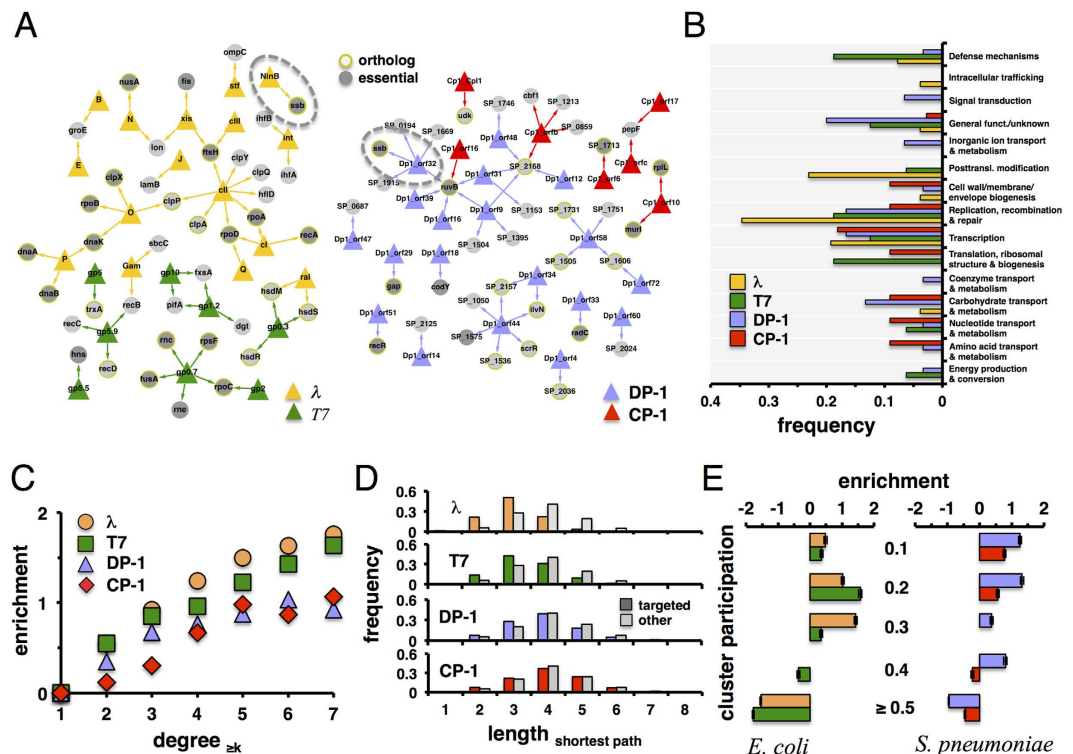 A
ompC
NinB
ssb
ortholog
essential
fis
nusA
stf
B
N
xis
cIII
ihfB
int
groE
lon
ftsH
clpY
ihfA
E
J
clpX
lamB
cII
clpQ
hflD
clpP
rpoB
O
clpA
rpoA
rpoD
recA
cI
dnaK
sbcC
dnaA
P
Q
gp5
Gam
gp10
fxsA
ral
dnaB
hsdM
hsdS
trxA
recB
pifA
gp1.2
recC
gp5.9
dgt
gp0.3
hsdR
rnc
rpsF
hns
recD
gp0.7
fusA
rpoC
gp2
gp5.5
rne
λ
T7
Cp1_Cpl1
udk
SP_1746
cbf1
SP_1213
Cp1_orf17
SP_0194
SP_1669
Dp1_orf48
Cp1_orfb
SP_0859
pepF
ssb
Cp1_orf16
SP_1713
Dp1_orf32
SP_2168
Cp1_orfc
rplL
SP_1915
ruvB
Dp1_orf31
Dp1_orf12
Cp1_orf6
Dp1_orf39
Cp1_orf10
SP_0687
Dp1_orf16
Dp1_orf9
SP_1153
SP_1731
SP_1751
murI
Dp1_orf47
SP_1504
SP_1395
Dp1_orf58
Dp1_orf29
Dp1_orf18
SP_1505
SP_1606
gap
codY
Dp1_orf34
Dp1_orf72
SP_2157
Dp1_orf51
SP_1050
ilvN
Dp1_orf33
SP_2125
Dp1_orf44
Dp1_orf60
recR
SP_1575
scrR
radC
Dp1_orf14
SP_1536
Dp1_orf4
SP_2024
SP_2036
DP-1
CP-1
B
Defense mechanisms
Intracellular trafficking
Signal transduction
General funct./unknown
Inorganic ion transport
& metabolism
Posttransl. modification
Cell wall/membrane/
envelope biogenesis
Replication, recombination
& repair
Transcription
Translation, ribosomal
structure & biogenesis
Coenzyme transport
& metabolism
Carbohydrate transport
& metabolism
Nucleotide transport
& metabolism
Amino acid transport
& metabolism
Energy production
& conversion
λ
T7
DP-1
CP-1
0.4 0.3 0.2 0.1 0
frequency
C
λ
T7
DP-1
CP-1
enrichment
2
1
0
1 2 3 4 5 6 7
degree ≥k
D
frequency
0.6
0.3
0.0
λ
0.6
0.3
0.0
T7
0.6
0.3
0.0
DP-1
targeted
other
0.6
0.3
0.0
CP-1
1 2 3 4 5 6 7 8
length shortest path
E
enrichment
-2 -1 0 1 2
-2 -1 0 1 2
cluster participation
0.1
0.2
0.3
0.4
≥ 0.5
E. coli
S. pneumoniae